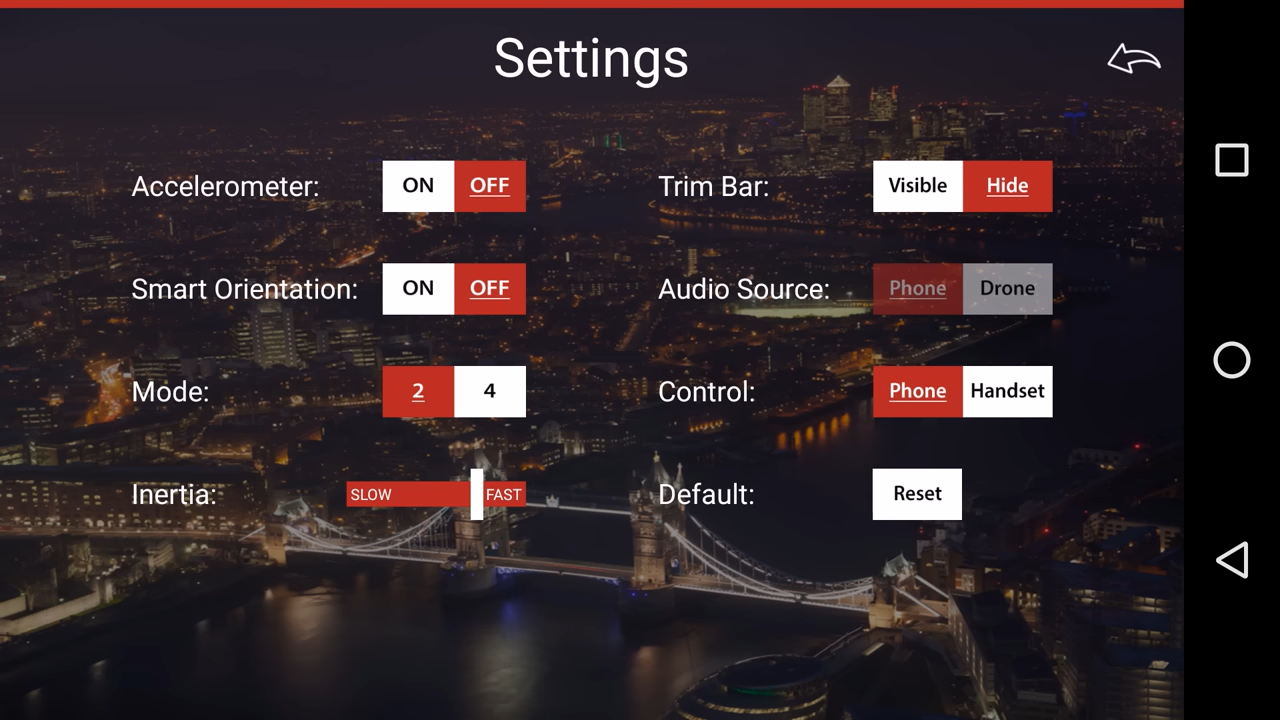 Settings
Accelerometer: ON OFF Trim Bar: Visible Hide
Smart Orientation: ON OFF Audio Source: Phone Drone
Mode: 2 4 Control: Phone Handset
Inertia: SLOW FAST Default: Reset